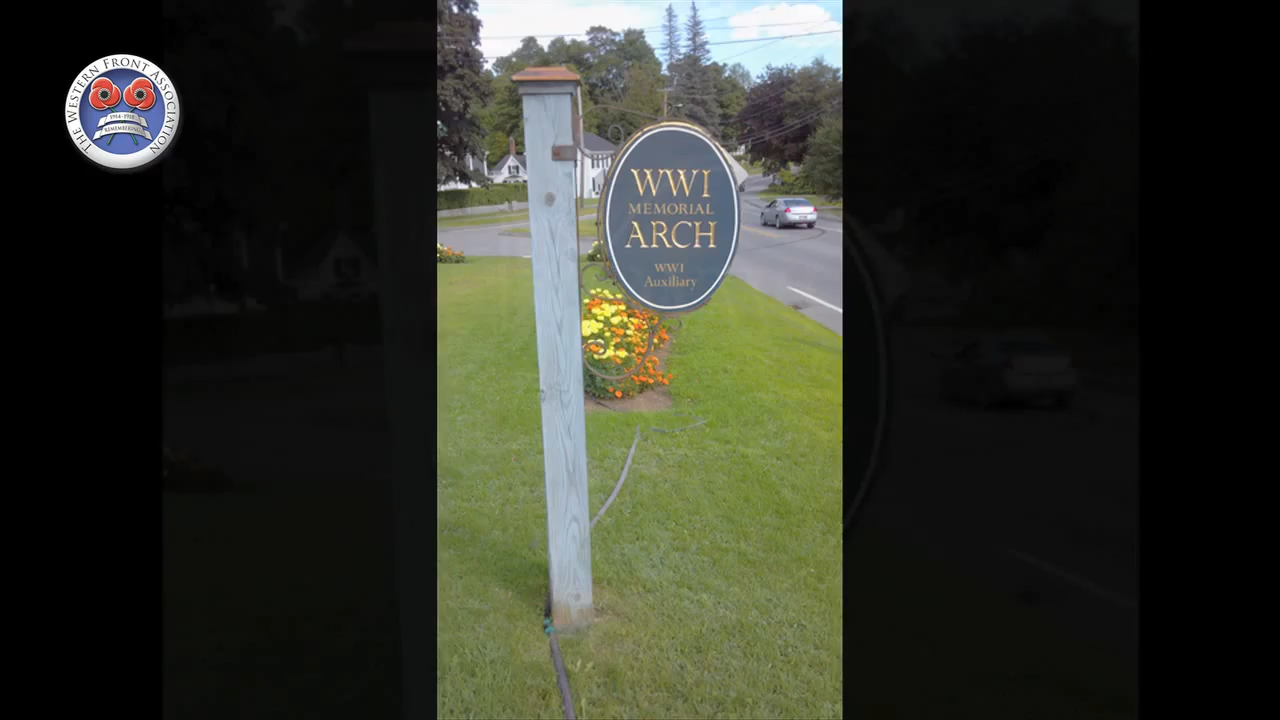 THE WESTERN FRONT ASSOCIATION
1914-1918
REMEMBERING
WWI
MEMORIAL
ARCH
WWI
Auxiliary